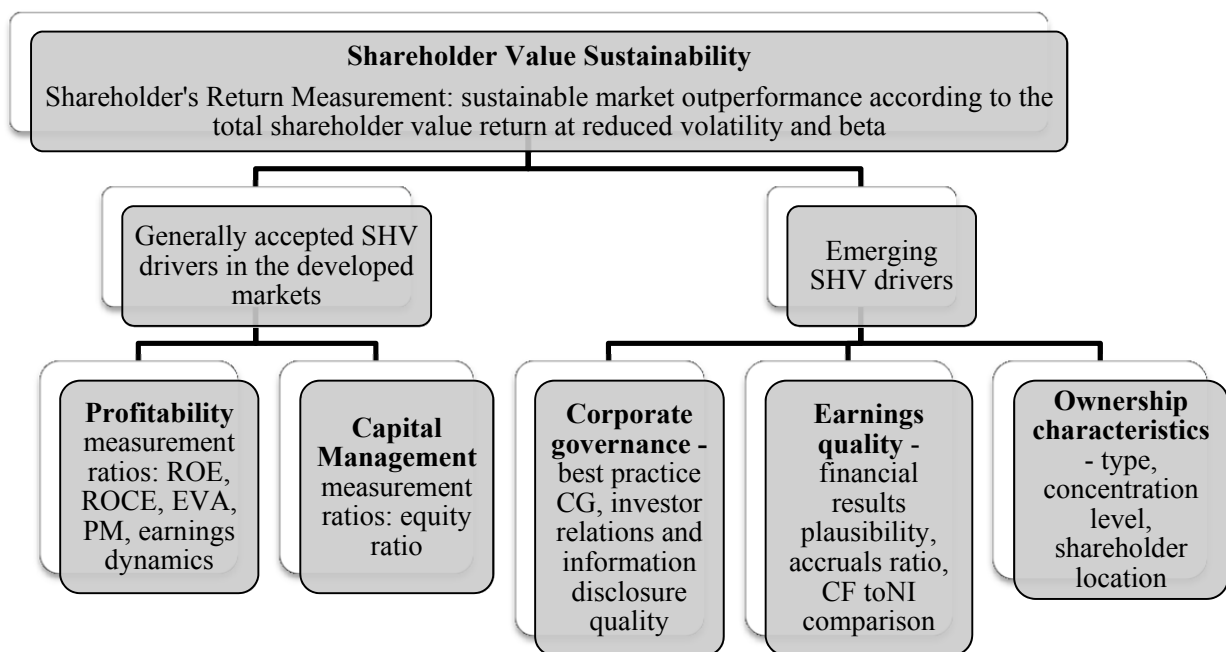 Shareholder Value Sustainability
Shareholder's Return Measurement: sustainable market outperformance according to the
total shareholder value return at reduced volatility and beta
Generally accepted SHV
drivers in the developed
markets
Emerging
SHV drivers
Profitability
measurement
ratios: ROE,
ROCE, EVA,
PM, earnings
dynamics
Capital
Management
measurement
ratios: equity
ratio
Corporate
governance -
best practice
CG, investor
relations and
information
disclosure
quality
Earnings
quality -
financial
results
plausibility,
accruals ratio,
CF toNI
comparison
Ownership
characteristics
- type,
concentration
level,
shareholder
location